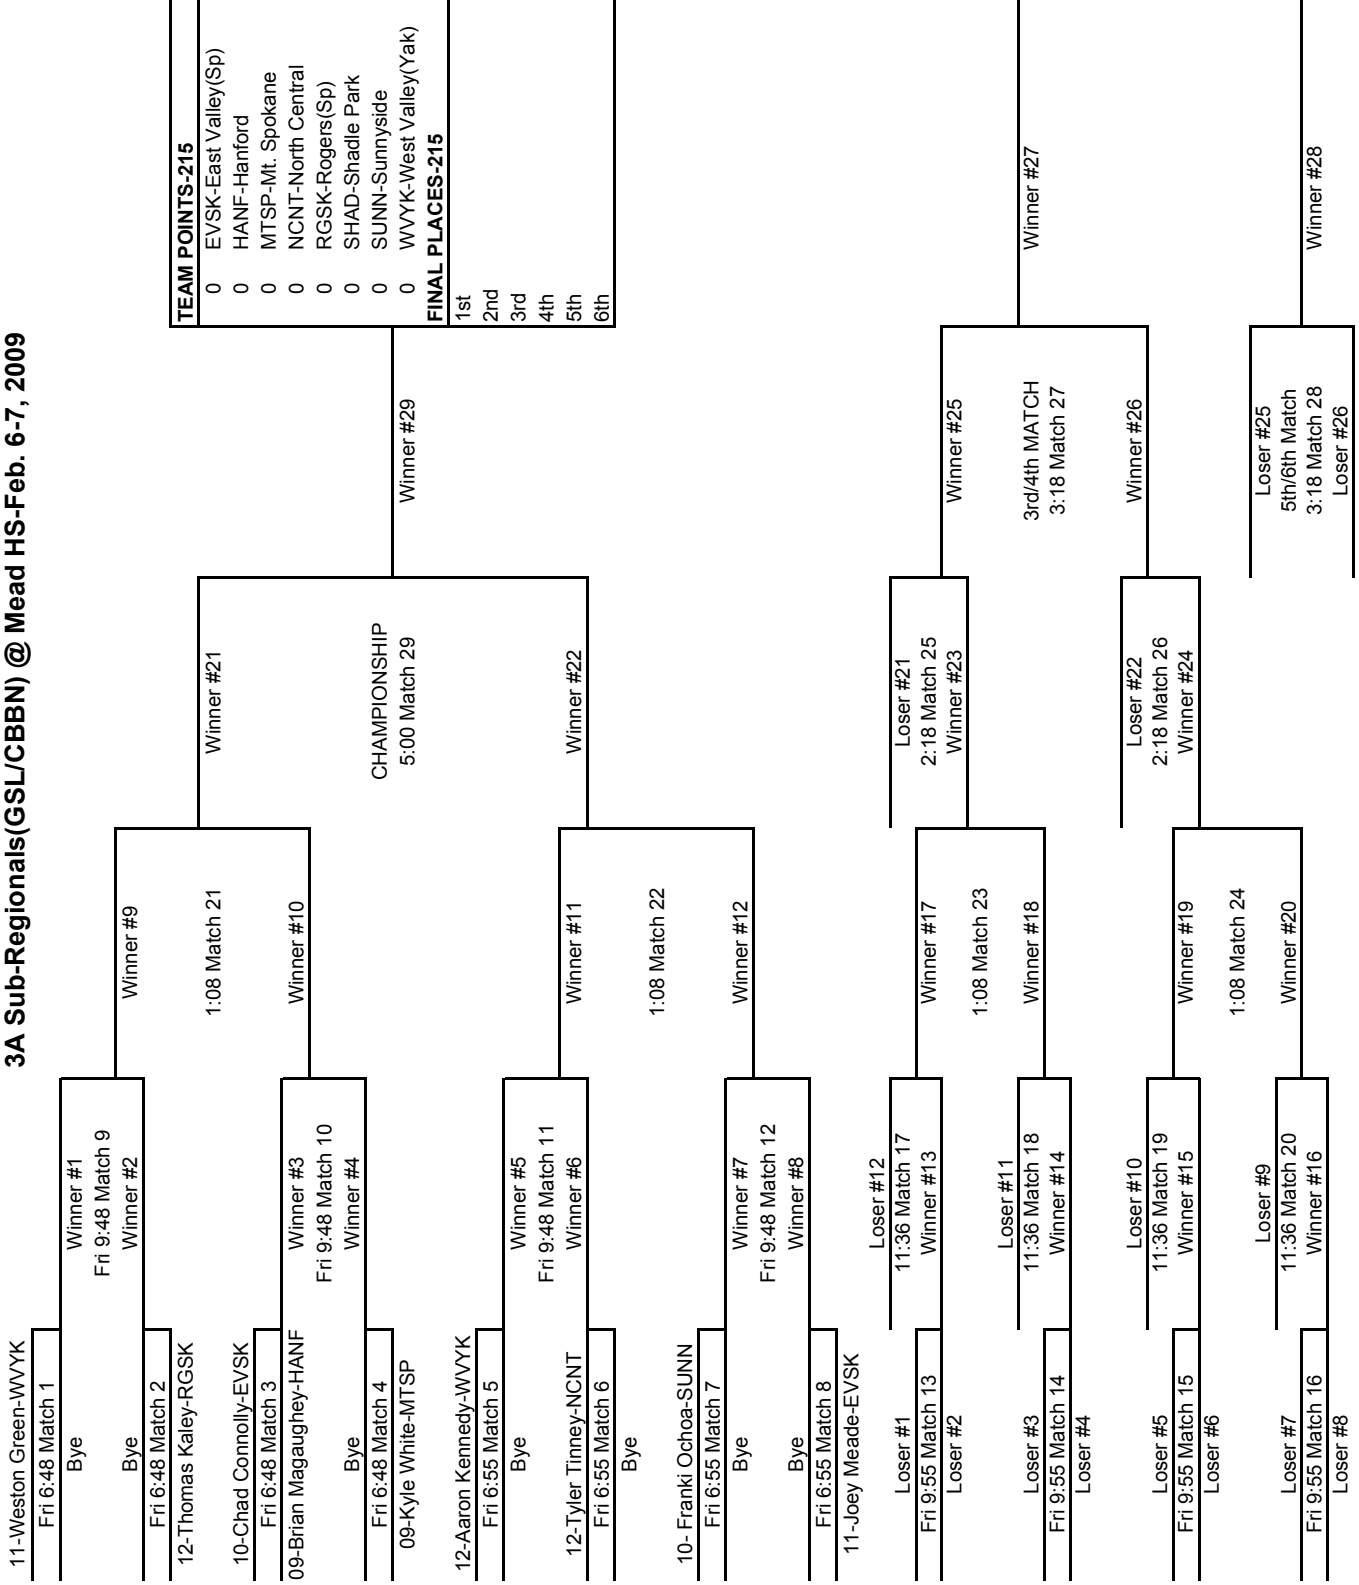 3A Sub-Regionals(GSL/CBBN) @ Mead HS-Feb. 6-7, 2009
11-Weston Green-WVYK
Fri 6:48 Match 1
Bye
Bye
Fri 6:48 Match 2
12-Thomas Kaley-RGSK
10-Chad Connolly-EVSK
Fri 6:48 Match 3
09-Brian Magaughey-HANF
Bye
Fri 6:48 Match 4
09-Kyle White-MTSP
12-Aaron Kennedy-WVYK
Fri 6:55 Match 5
Bye
12-Tyler Tinney-NCNT
Fri 6:55 Match 6
Bye
10- Franki Ochoa-SUNN
Fri 6:55 Match 7
Bye
Bye
Fri 6:55 Match 8
11-Joey Meade-EVSK
Loser #1
Fri 9:55 Match 13
Loser #2
Loser #3
Fri 9:55 Match 14
Loser #4
Loser #5
Fri 9:55 Match 15
Loser #6
Loser #7
Fri 9:55 Match 16
Loser #8
Winner #1
Fri 9:48 Match 9
Winner #2
Winner #3
Fri 9:48 Match 10
Winner #4
Winner #5
Fri 9:48 Match 11
Winner #6
Winner #7
Fri 9:48 Match 12
Winner #8
Loser #12
11:36 Match 17
Winner #13
Loser #11
11:36 Match 18
Winner #14
Loser #10
11:36 Match 19
Winner #15
Loser #9
11:36 Match 20
Winner #16
Winner #9
1:08 Match 21
Winner #10
Winner #11
1:08 Match 22
Winner #12
Winner #17
1:08 Match 23
Winner #18
Winner #19
1:08 Match 24
Winner #20
Winner #21
CHAMPIONSHIP
5:00 Match 29
Winner #22
Loser #21
2:18 Match 25
Winner #23
Loser #22
2:18 Match 26
Winner #24
Winner #29
Winner #25
3rd/4th MATCH
3:18 Match 27
Winner #26
Loser #25
5th/6th Match
3:18 Match 28
Loser #26
TEAM POINTS-215
0 EVSK-East Valley(Sp)
0 HANF-Hanford
0 MTSP-Mt. Spokane
0 NCNT-North Central
0 RGSK-Rogers(Sp)
0 SHAD-Shadle Park
0 SUNN-Sunnyside
0 WVYK-West Valley(Yak)
FINAL PLACES-215
1st
2nd
3rd
4th
5th
6th
Winner #27
Winner #28